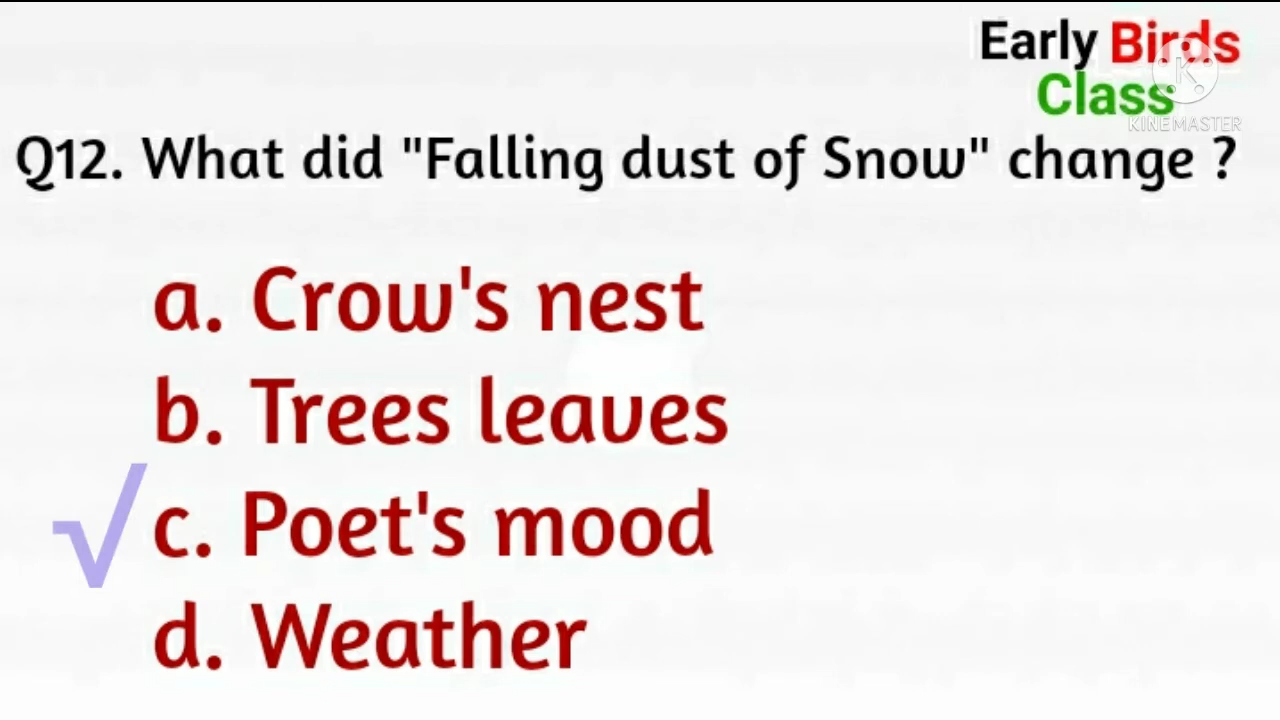 Early Birds
Class
KINEMASTER
Q12. What did "Falling dust of Snow" change ?
a. Crow's nest
b. Trees leaves
√ c. Poet's mood
d. Weather